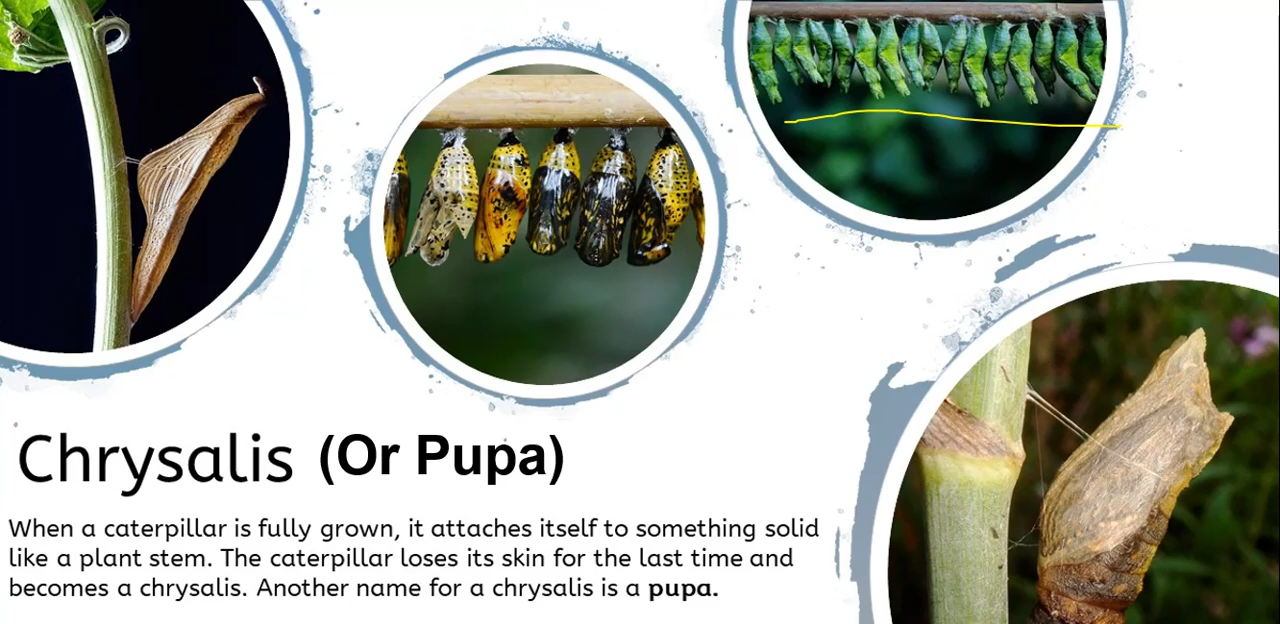 Chrysalis (Or Pupa)
When a caterpillar is fully grown, it attaches itself to something solid
like a plant stem. The caterpillar loses its skin for the last time and
becomes a chrysalis. Another name for a chrysalis is a pupa.